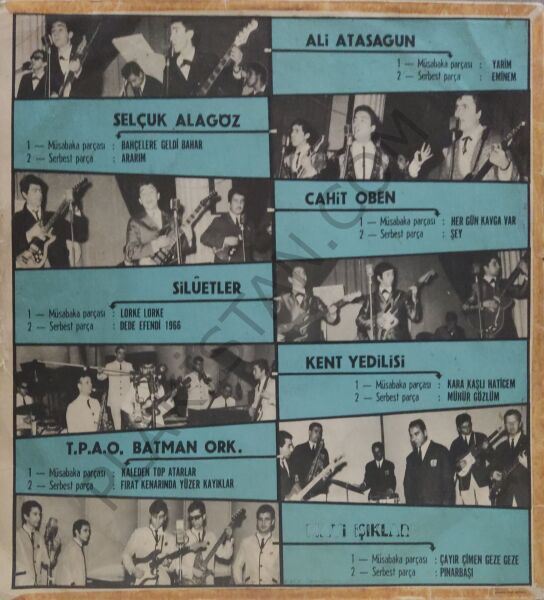 ALİ ATASAGUN
1 — Müsabaka parçası : YARİM
2 — Serbest parça : EMİNEM
SELÇUK ALAGÖZ
1 — Müsabaka parçası : BAHÇELERE GELDİ BAHAR
2 — Serbest parça : ARARIM
CAHİT OBEN
1 — Müsabaka parçası : HER GÜN KAVGA VAR
2 — Serbest parça : ŞEY
SİLÜETLER
1 — Müsabaka parçası : LORKE LORKE
2 — Serbest parça : DEDE EFENDİ 1966
KENT YEDİLİSİ
1 — Müsabaka parçası : KARA KAŞLI HATİCEM
2 — Serbest parça : MÜHÜR GÖZLÜM
T.P.A.O. BATMAN ORK.
1 — Müsabaka parçası : KALEDEN TOP ATARLAR
2 — Serbest parça : FIRAT KENARINDA YÜZER KAYIKLAR
IŞIKLAR
1 — Müsabaka parçası : ÇAYIR ÇİMEN GEZE GEZE
2 — Serbest parça : PINARBAŞI